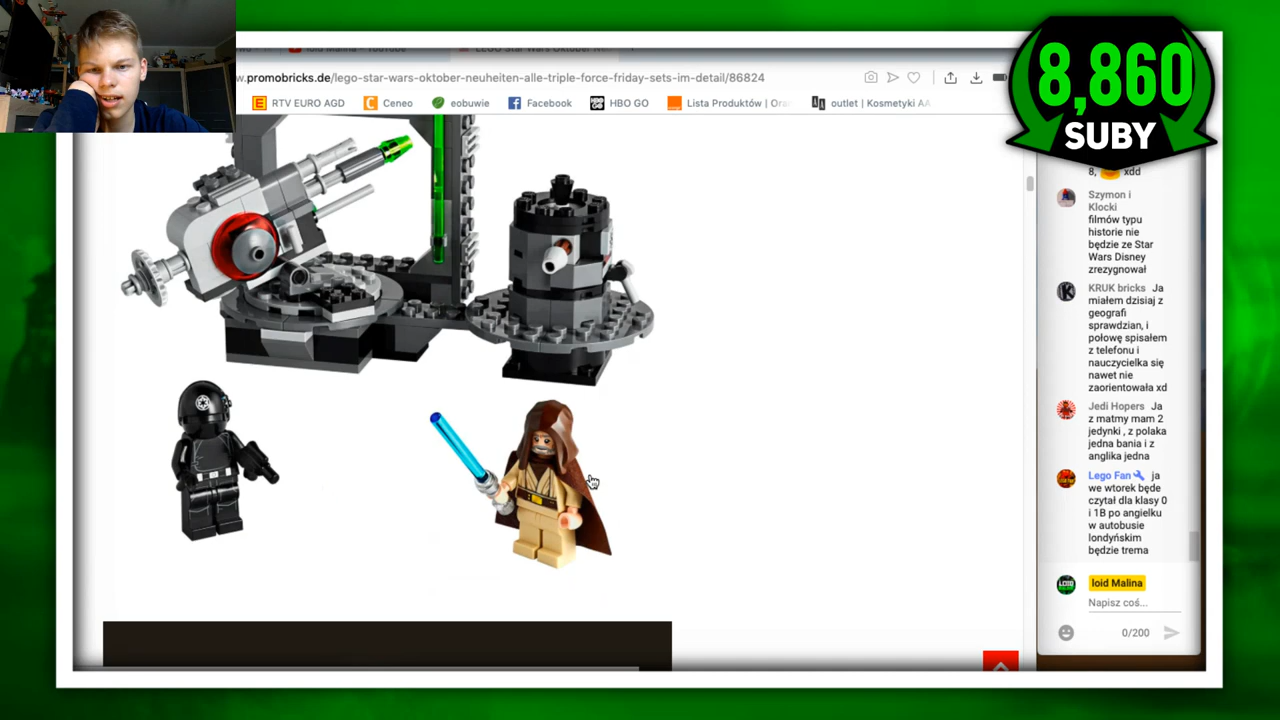 loid Malina - YouTube
w.promobricks.de/lego-star-wars-oktober-neuheiten-alle-triple-force-friday-sets-im-detail/86824
RTV EURO AGD
Ceneo
eobuwie
Facebook
HBO GO
Lista Produktów | Ora
outlet | Kosmetyki AA
8,860
SUBY
8, xdd
Szymon i
Klocki
filmów typu
historie nie
będzie ze Star
Wars Disney
zrezygnował
KRUK bricks Ja
miałem dzisiaj z
geografi
sprawdzian, i
połowę spisałem
z telefonu i
nauczycielka się
nawet nie
zaorientowała xd
Jedi Hopers Ja
z matmy mam 2
jedynki , z polaka
jedna bania i z
anglika jedna
Lego Fan ja
we wtorek będe
czytał dla klasy 0
i 1B po angielku
w autobusie
londyńskim
będzie trema
loid Malina
Napisz coś...
0/200